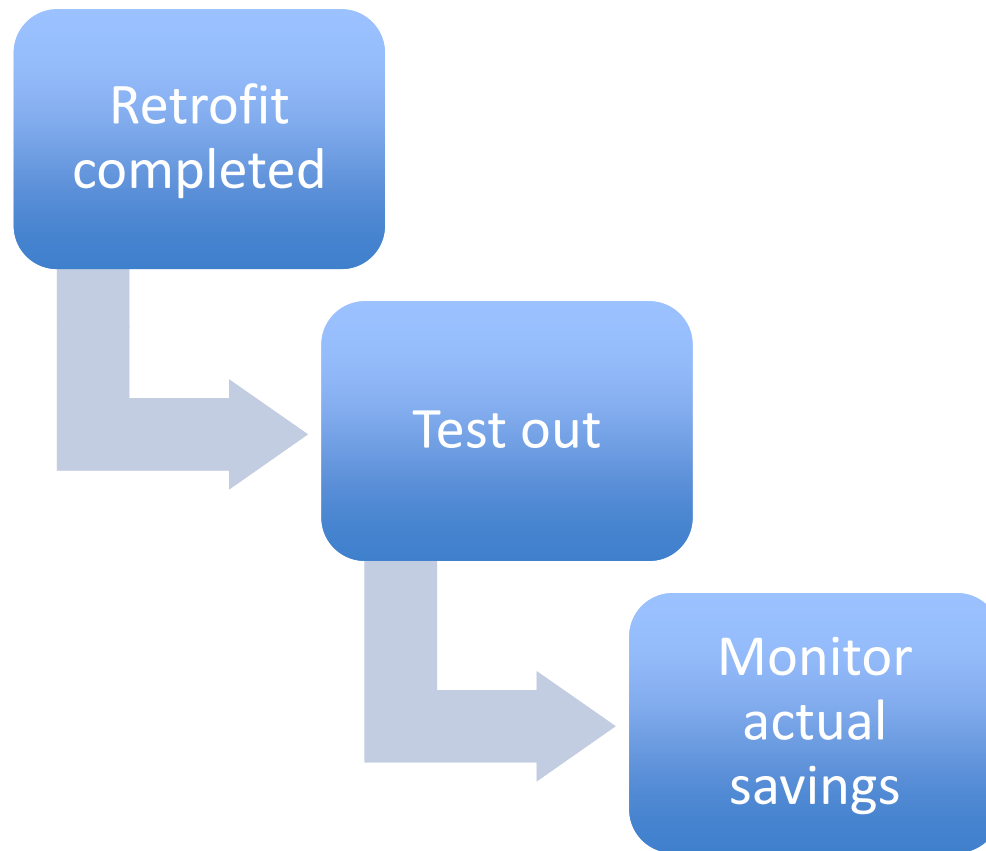 Retrofit
completed
Test out
Monitor
actual
savings